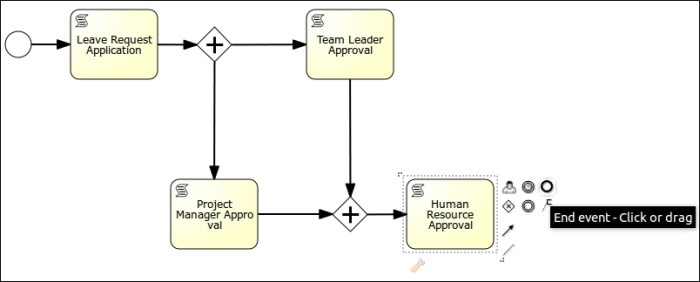 Leave Request
Application
Team Leader
Approval
Project
Manager Appro
val
Human
Resource
Approval
End event - Click or drag